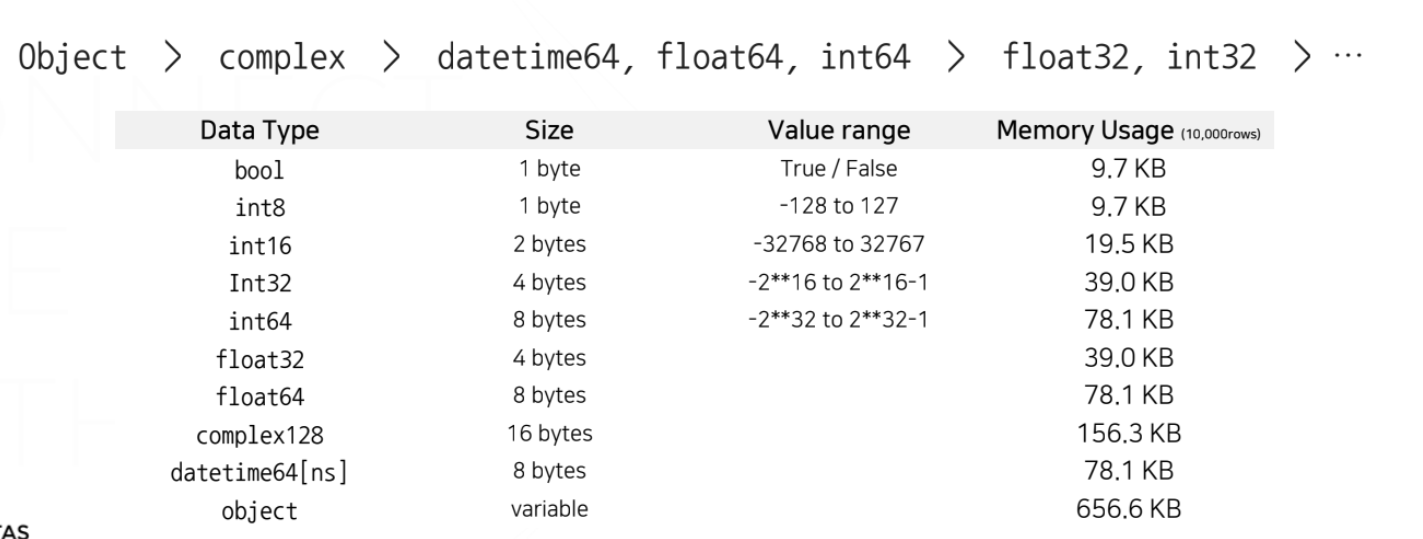 Object > complex > datetime64, float64, int64 > float32, int32 > ⋯
Data Type Size Value range Memory Usage (10,000rows)
bool 1 byte True / False 9.7 KB
int8 1 byte -128 to 127 9.7 KB
int16 2 bytes -32768 to 32767 19.5 KB
Int32 4 bytes -2**16 to 2**16-1 39.0 KB
int64 8 bytes -2**32 to 2**32-1 78.1 KB
float32 4 bytes 39.0 KB
float64 8 bytes 78.1 KB
complex128 16 bytes 156.3 KB
datetime64[ns] 8 bytes 78.1 KB
object variable 656.6 KB